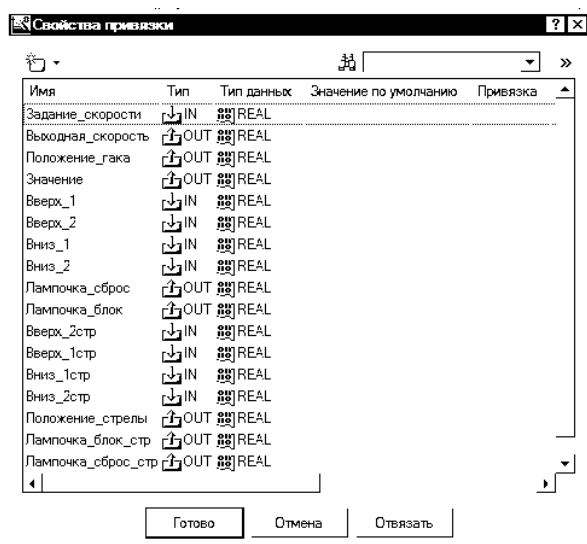 Свойства привязки
Имя Тип Тип данных Значение по умолчанию Привязка
Задание_скорости IN REAL
Выходная_скорость OUT REAL
Положение_гака OUT REAL
Значение OUT REAL
Вверх_1 IN REAL
Вверх_2 IN REAL
Вниз_1 IN REAL
Вниз_2 IN REAL
Лампочка_сброс OUT REAL
Лампочка_блок OUT REAL
Вверх_2стр IN REAL
Вверх_1стр IN REAL
Вниз_1стр IN REAL
Вниз_2стр IN REAL
Положение_стрелы OUT REAL
Лампочка_блок_стр OUT REAL
Лампочка_сброс_стр OUT REAL
Готово Отмена Отвязать